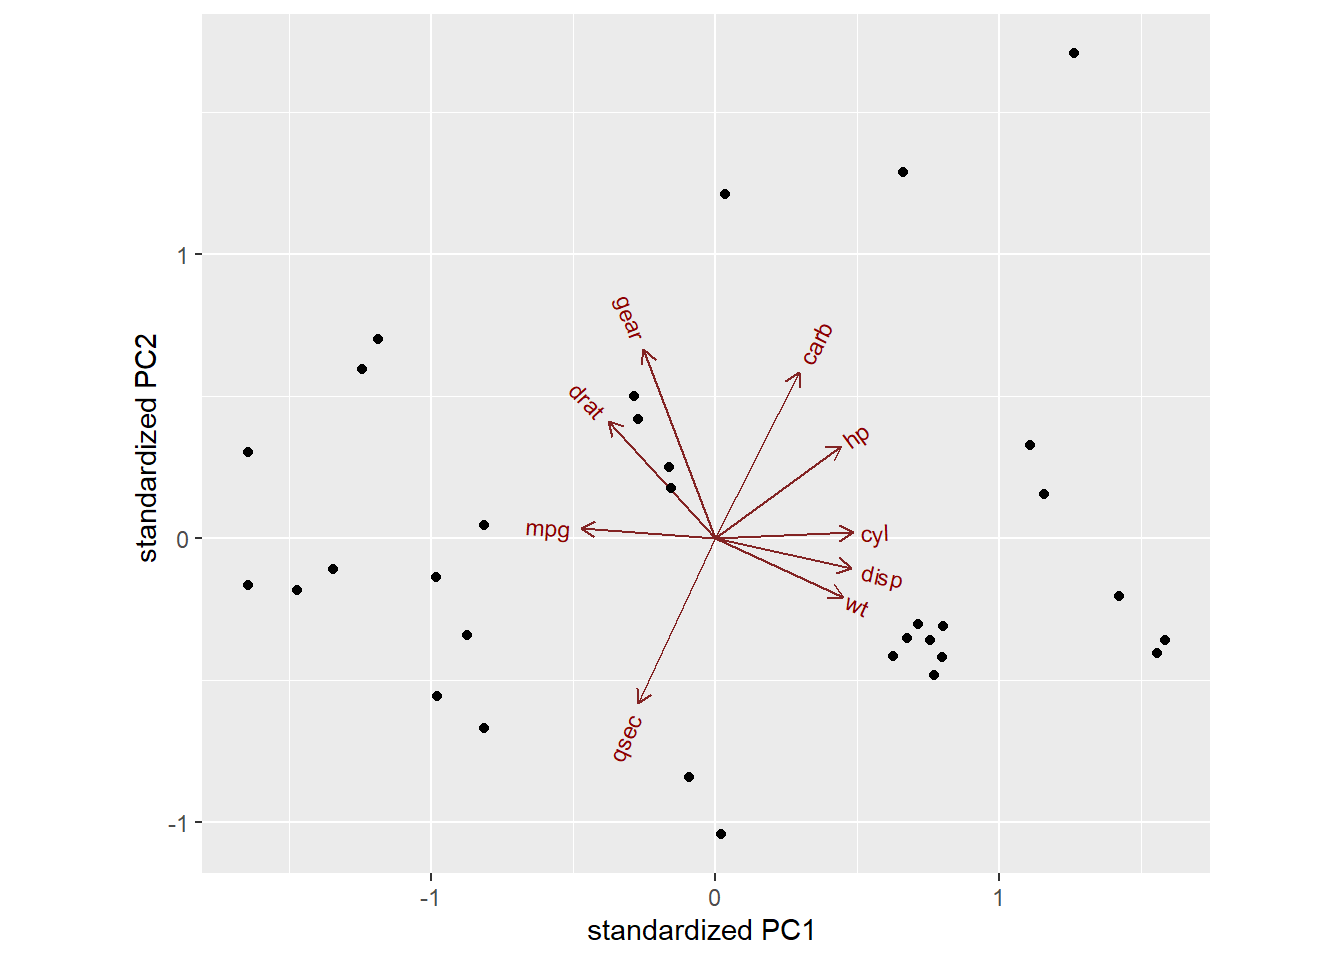 standardized PC2
1
0
-1
gear
carb
drat
hp
mpg
cyl
disp
wt
qsec
-1
0
1
standardized PC1